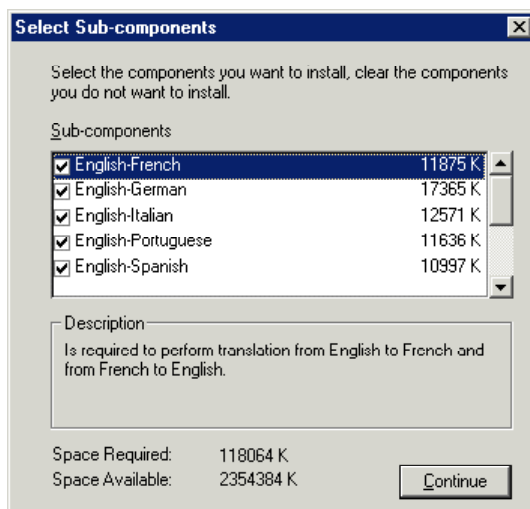 Select Sub-components
Select the components you want to install, clear the components
you do not want to install.
Sub-components
English-French 11875 K
English-German 17365 K
English-Italian 12571 K
English-Portuguese 11636 K
English-Spanish 10997 K
Description
Is required to perform translation from English to French and
from French to English.
Space Required: 118064 K
Space Available: 2354384 K
Continue